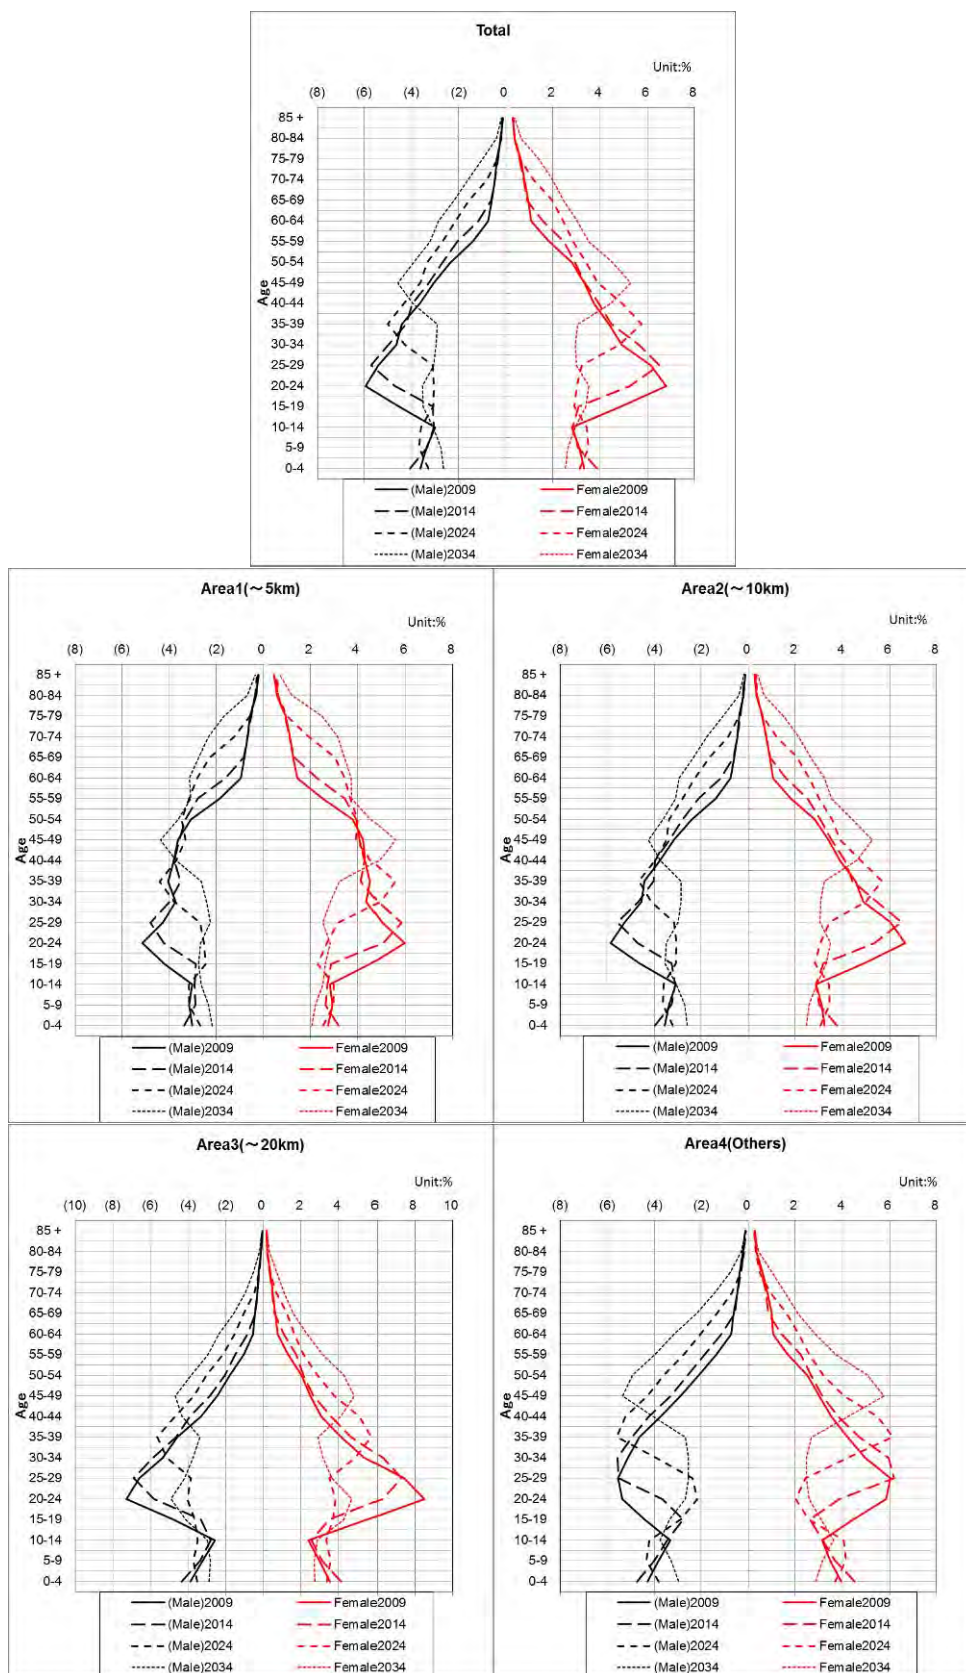 Total
Unit:%
(8) (6) (4) (2) 0 2 4 6 8
85 +
80-84
75-79
70-74
65-69
60-64
55-59
50-54
45-49
40-44
35-39
30-34
25-29
20-24
15-19
10-14
5-9
0-4
Age
(Male)2009 Female2009
(Male)2014 Female2014
(Male)2024 Female2024
(Male)2034 Female2034
Area1(~5km)
Unit:%
(8) (6) (4) (2) 0 2 4 6 8
85 +
80-84
75-79
70-74
65-69
60-64
55-59
50-54
45-49
40-44
35-39
30-34
25-29
20-24
15-19
10-14
5-9
0-4
Age
(Male)2009 Female2009
(Male)2014 Female2014
(Male)2024 Female2024
(Male)2034 Female2034
Area2(~10km)
Unit:%
(8) (6) (4) (2) 0 2 4 6 8
85 +
80-84
75-79
70-74
65-69
60-64
55-59
50-54
45-49
40-44
35-39
30-34
25-29
20-24
15-19
10-14
5-9
0-4
Age
(Male)2009 Female2009
(Male)2014 Female2014
(Male)2024 Female2024
(Male)2034 Female2034
Area3(~20km)
Unit:%
(10) (8) (6) (4) (2) 0 2 4 6 8 10
85 +
80-84
75-79
70-74
65-69
60-64
55-59
50-54
45-49
40-44
35-39
30-34
25-29
20-24
15-19
10-14
5-9
0-4
Age
(Male)2009 Female2009
(Male)2014 Female2014
(Male)2024 Female2024
(Male)2034 Female2034
Area4(Others)
Unit:%
(8) (6) (4) (2) 0 2 4 6 8
85 +
80-84
75-79
70-74
65-69
60-64
55-59
50-54
45-49
40-44
35-39
30-34
25-29
20-24
15-19
10-14
5-9
0-4
Age
(Male)2009 Female2009
(Male)2014 Female2014
(Male)2024 Female2024
(Male)2034 Female2034